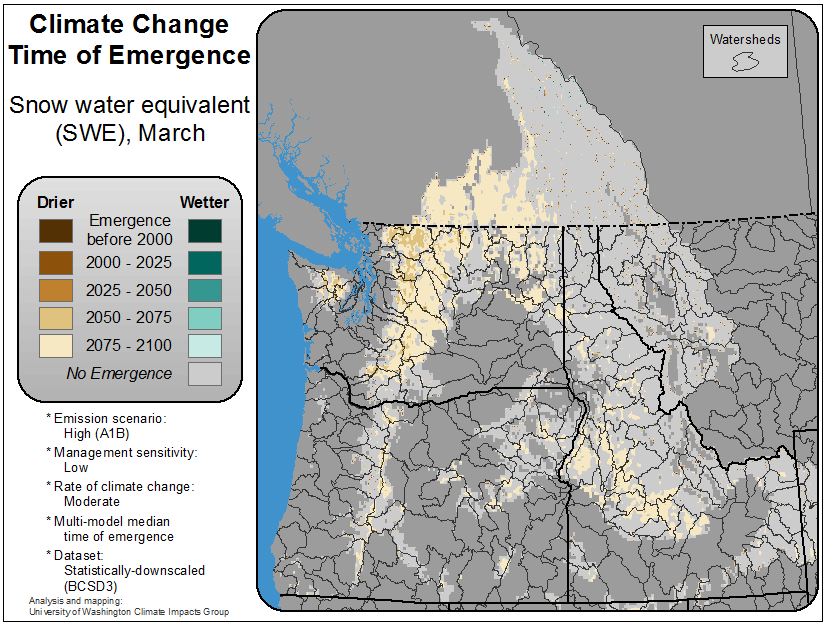 Climate Change
Time of Emergence
Snow water equivalent
(SWE), March
Watersheds
Drier Wetter
Emergence
before 2000
2000 - 2025
2025 - 2050
2050 - 2075
2075 - 2100
No Emergence
* Emission scenario:
High (A1B)
* Management sensitivity:
Low
* Rate of climate change:
Moderate
* Multi-model median
time of emergence
* Dataset:
Statistically-downscaled
(BCSD3)
Analysis and mapping:
University of Washington Climate Impacts Group